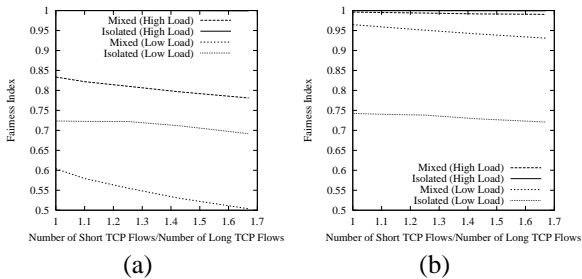 Fairness Index
1
0.95
0.9
0.85
0.8
0.75
0.7
0.65
0.6
0.55
0.5
Mixed (High Load)
Isolated (High Load)
Mixed (Low Load)
Isolated (Low Load)
1 1.1 1.2 1.3 1.4 1.5 1.6 1.7
Number of Short TCP Flows/Number of Long TCP Flows
(a)
Fairness Index
1
0.95
0.9
0.85
0.8
0.75
0.7
0.65
0.6
0.55
0.5
Mixed (High Load)
Isolated (High Load)
Mixed (Low Load)
Isolated (Low Load)
1 1.1 1.2 1.3 1.4 1.5 1.6 1.7
Number of Short TCP Flows/Number of Long TCP Flows
(b)